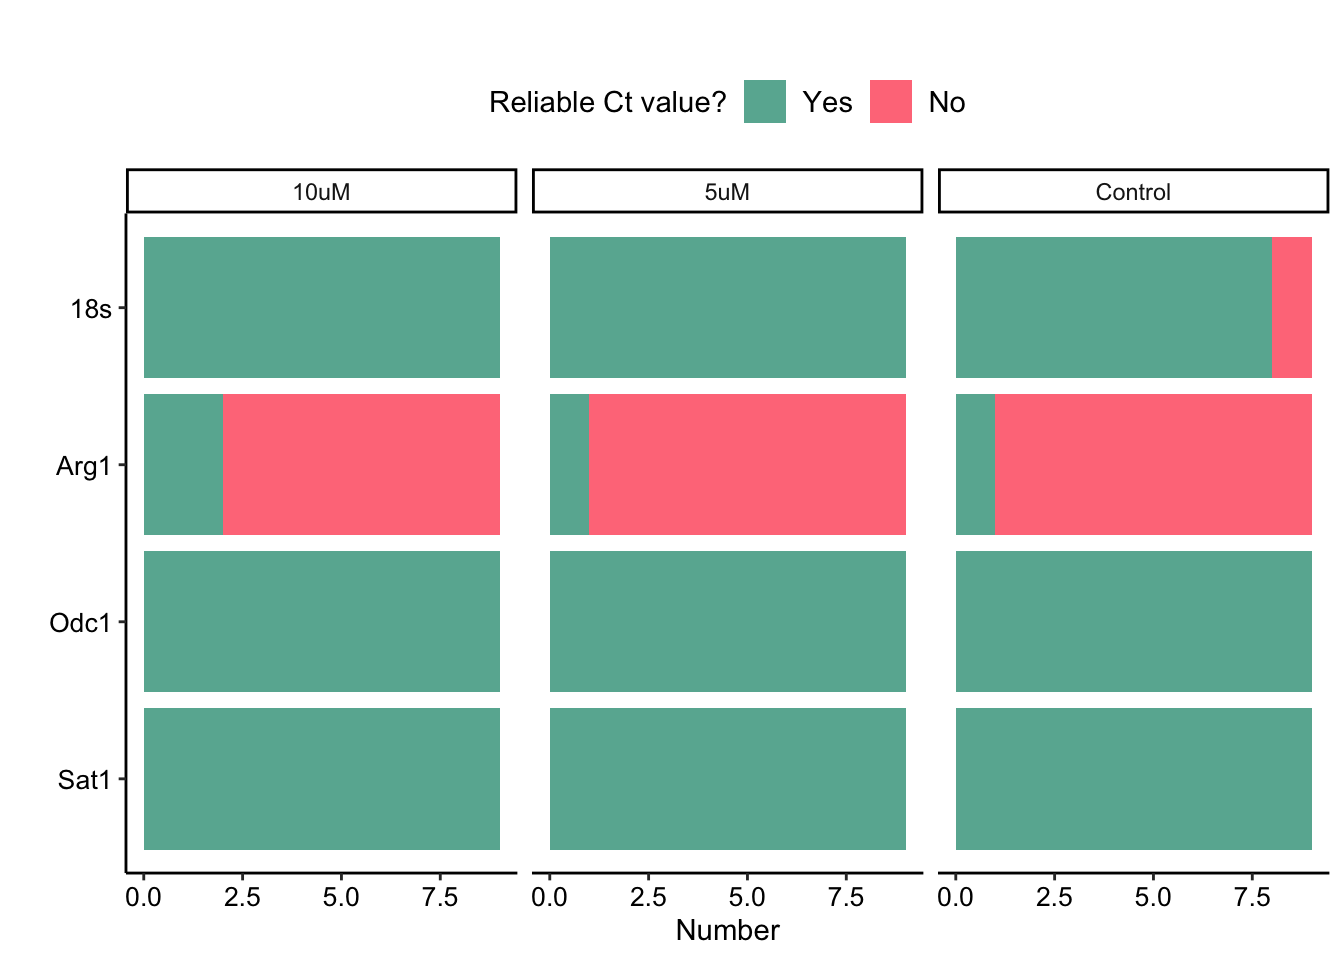 Reliable Ct value? Yes No
10uM 5uM Control
18s
Arg1
Odc1
Sat1
0.0 2.5 5.0 7.5 0.0 2.5 5.0 7.5 0.0 2.5 5.0 7.5
Number